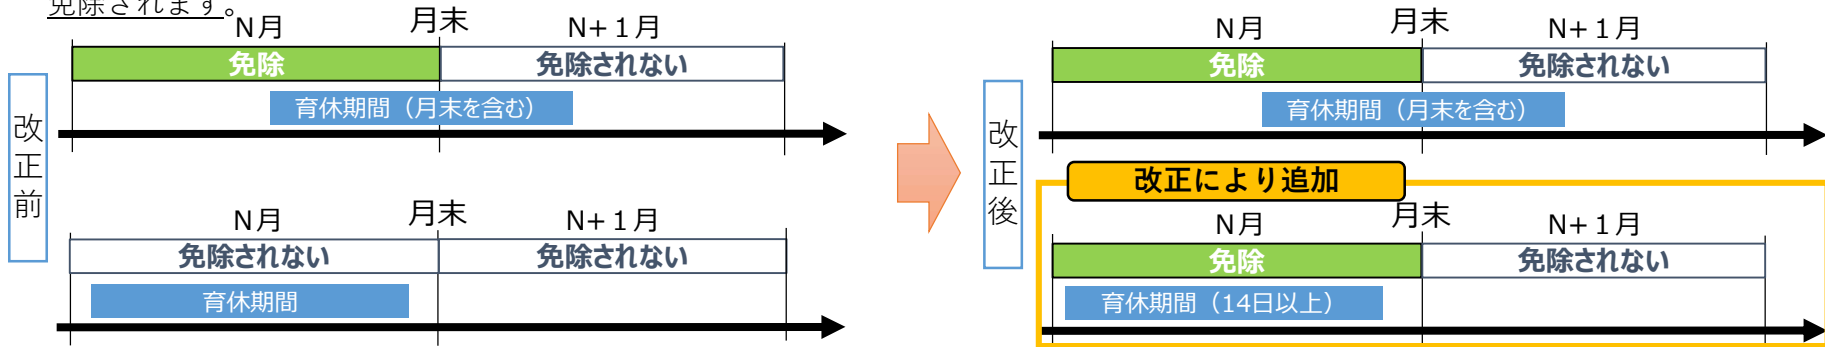 免除されます。
改正前
N月
月末
N+１月
免除
免除されない
育休期間（月末を含む）
N月
月末
N+１月
免除されない
免除されない
育休期間
改正後
N月
月末
N+１月
免除
免除されない
育休期間（月末を含む）
改正により追加
N月
月末
N+１月
免除
免除されない
育休期間（14日以上）